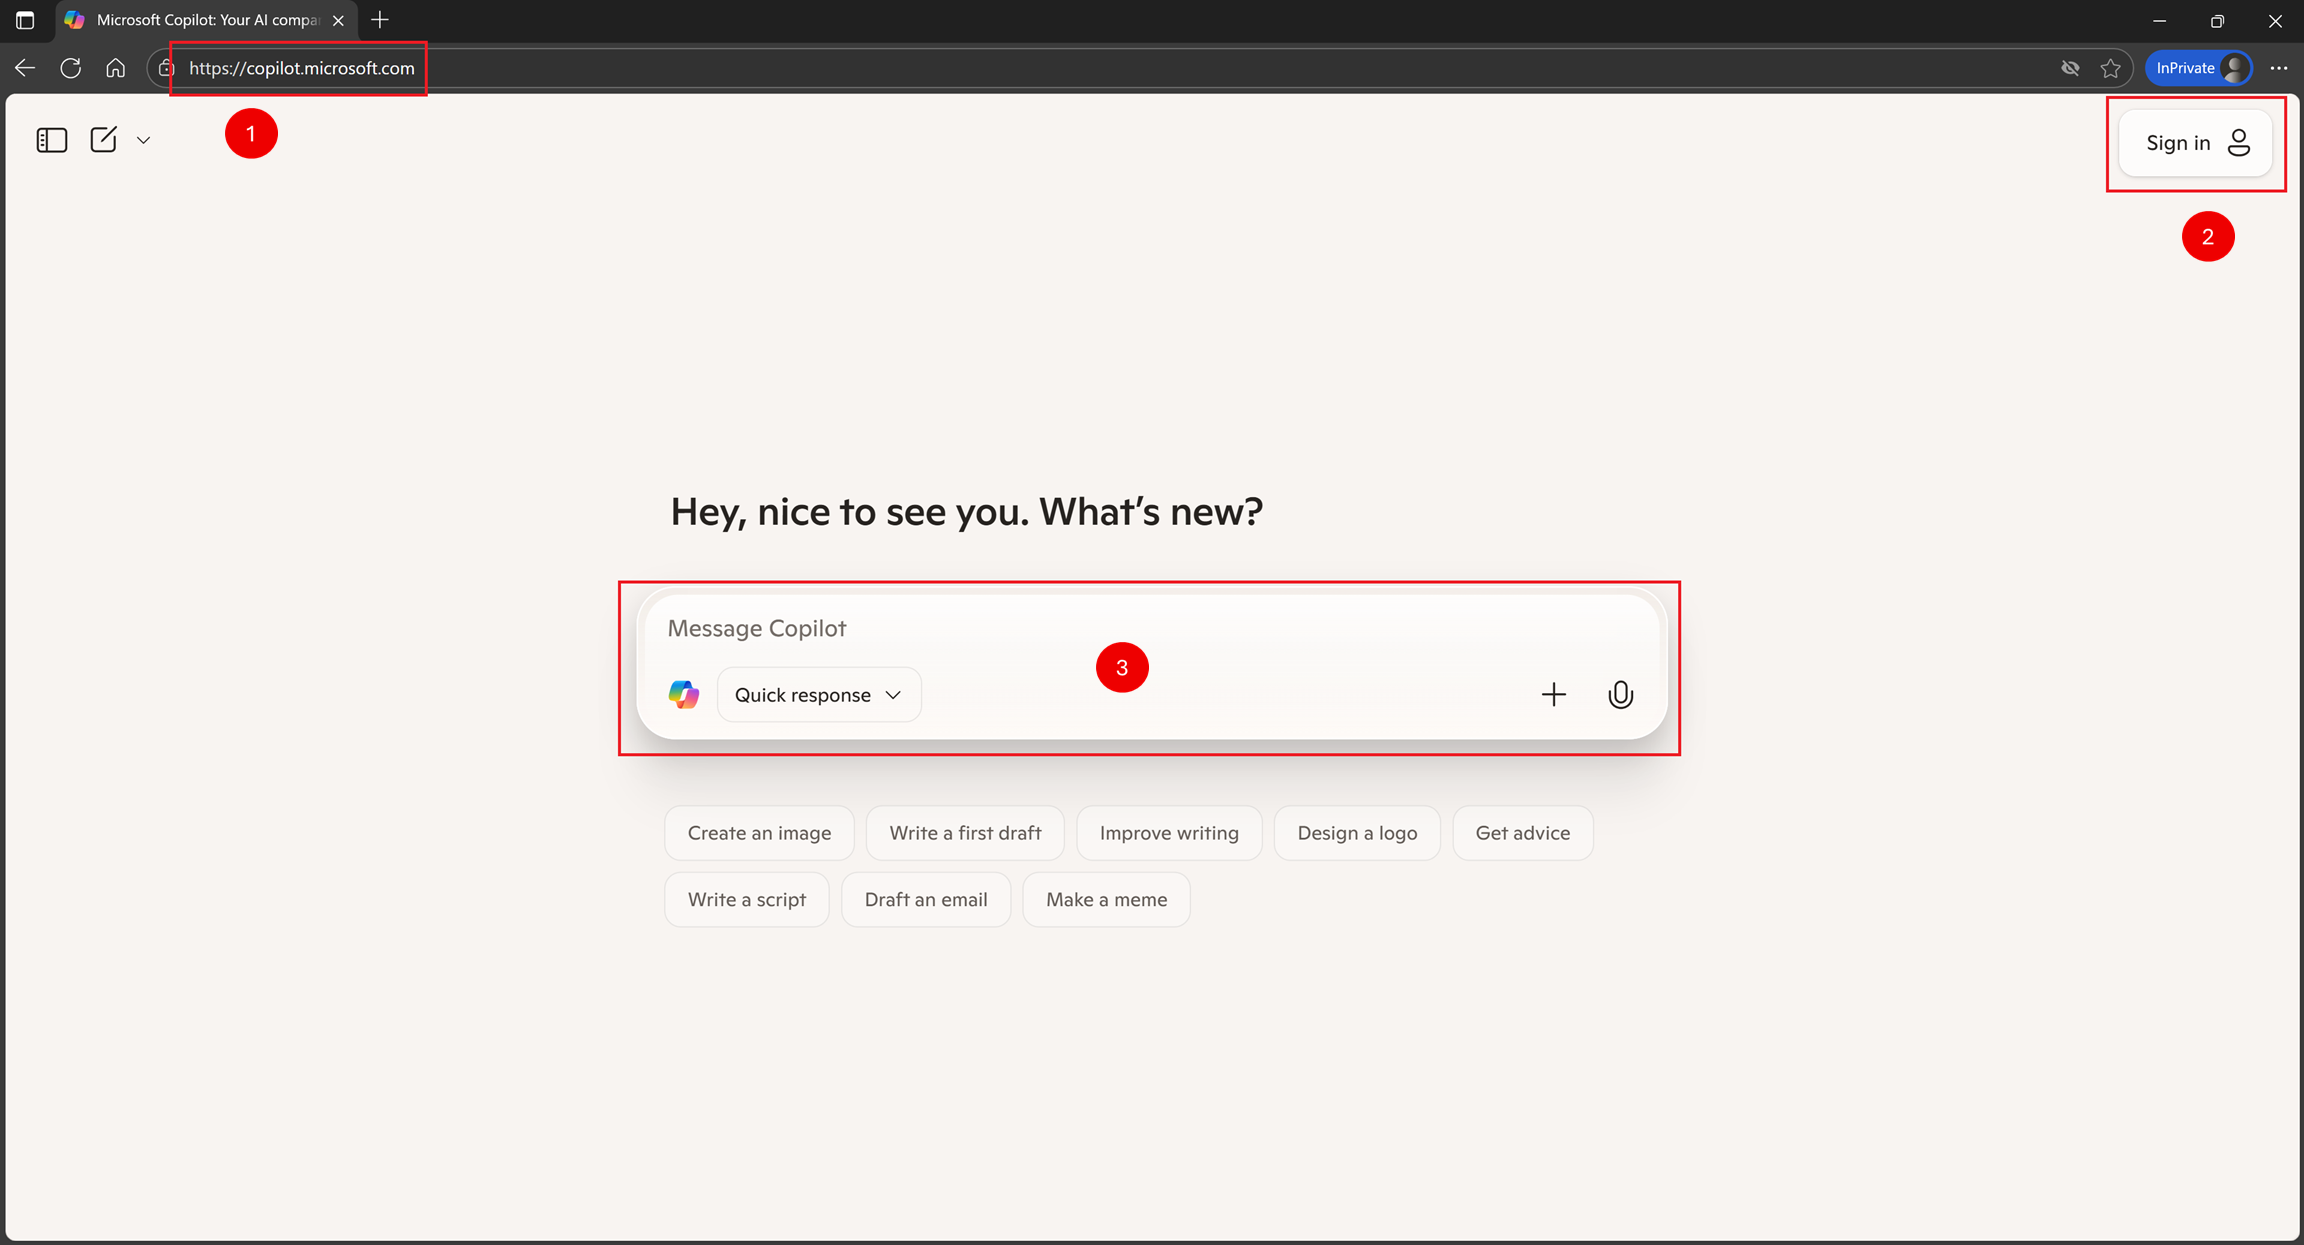 Microsoft Copilot: Your AI compa
https://copilot.microsoft.com
InPrivate
1
Sign in
2
Hey, nice to see you. What's new?
Message Copilot
3
Quick response
Create an image
Write a first draft
Improve writing
Design a logo
Get advice
Write a script
Draft an email
Make a meme